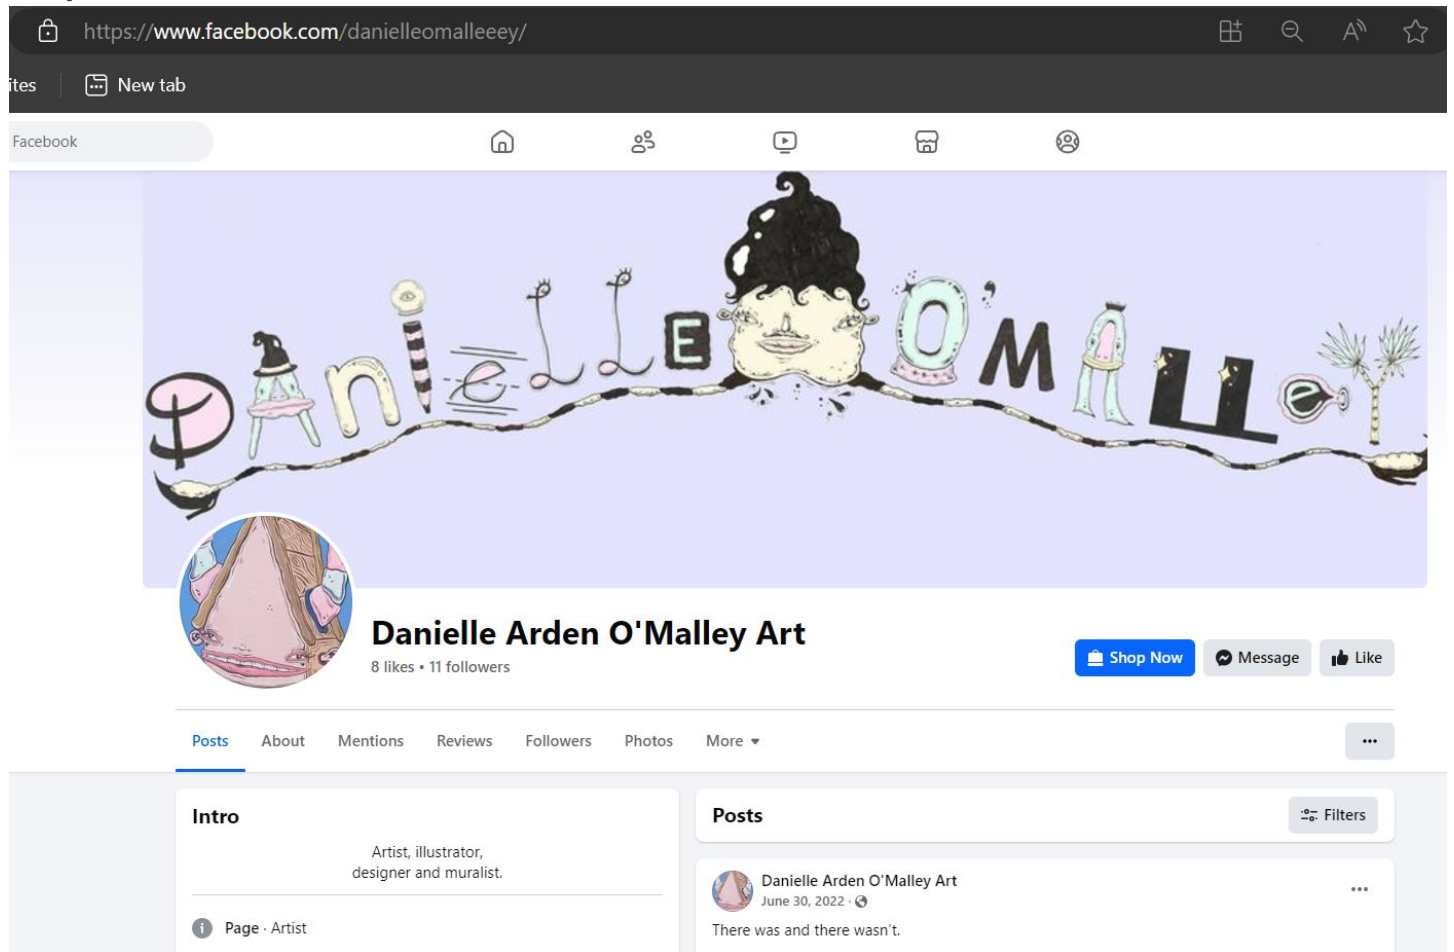 https://www.facebook.com/danielleomalleeey/
ites
New tab
Facebook
DANiELLE O'MALLeY
Danielle Arden O'Malley Art
8 likes • 11 followers
Shop Now
Message
Like
Posts
About
Mentions
Reviews
Followers
Photos
More
Intro
Artist, illustrator,
designer and muralist.
Page · Artist
Posts
Filters
Danielle Arden O'Malley Art
June 30, 2022 ·
There was and there wasn't.